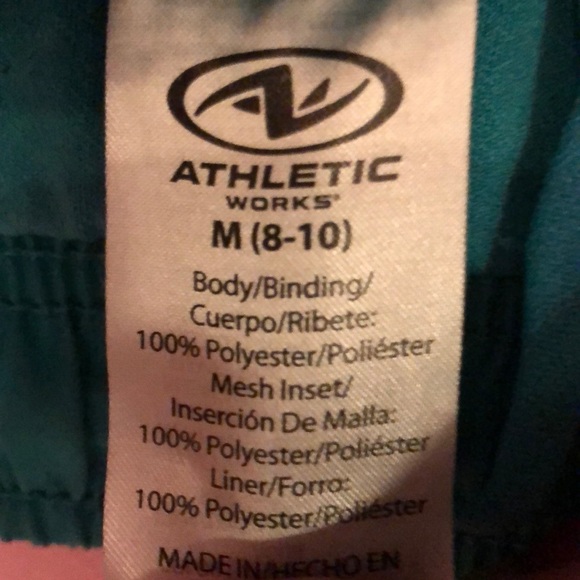 ATHLETIC
WORKS®
M (8-10)
Body/Binding/
Cuerpo/Ribete:
100% Polyester/Poliéster
Mesh Inset/
Inserción De Malla:
100% Polyester/Poliéster
Liner/Forro:
100% Polyester/Poliéster
MADE IN/HECHO EN